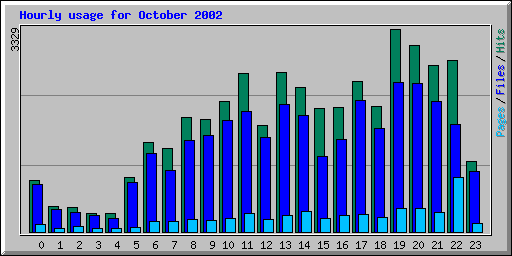 Hourly usage for October 2002
3329
Pages/Files/Hits
0 1 2 3 4 5 6 7 8 9 10 11 12 13 14 15 16 17 18 19 20 21 22 23